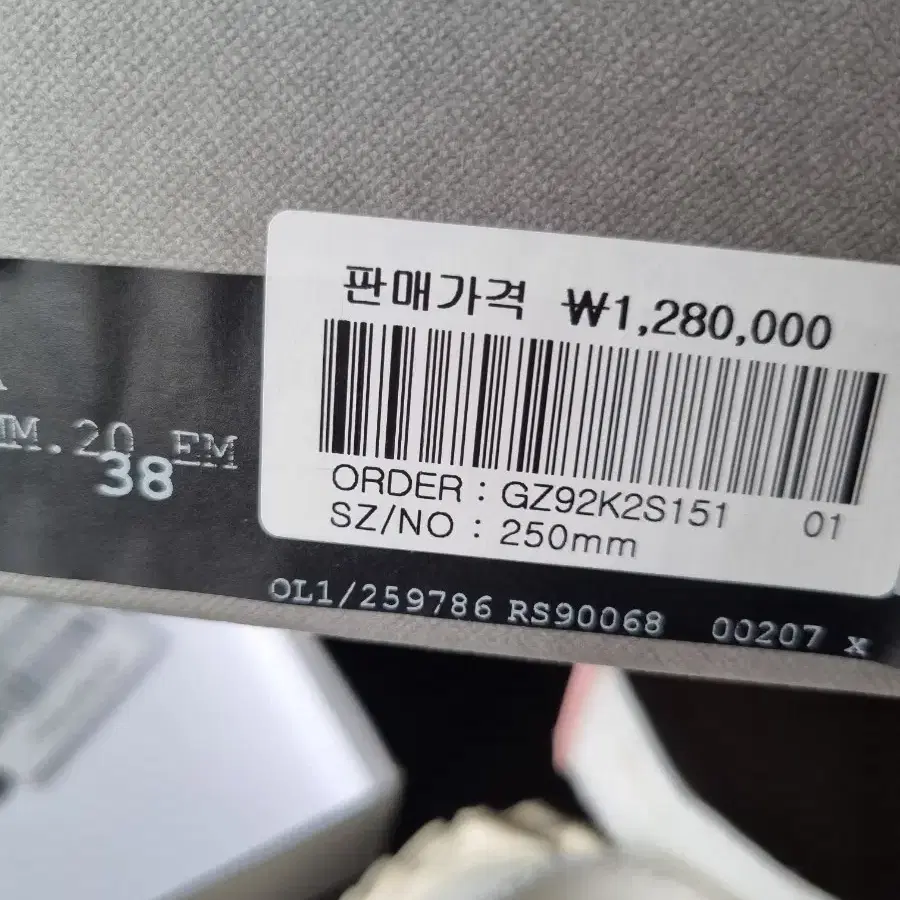 판매가격 ₩1,280,000
ORDER : GZ92K2S151 01
SZ/NO : 250mm
M.20 EM
38
OL1/259786 RS90068 00207 x